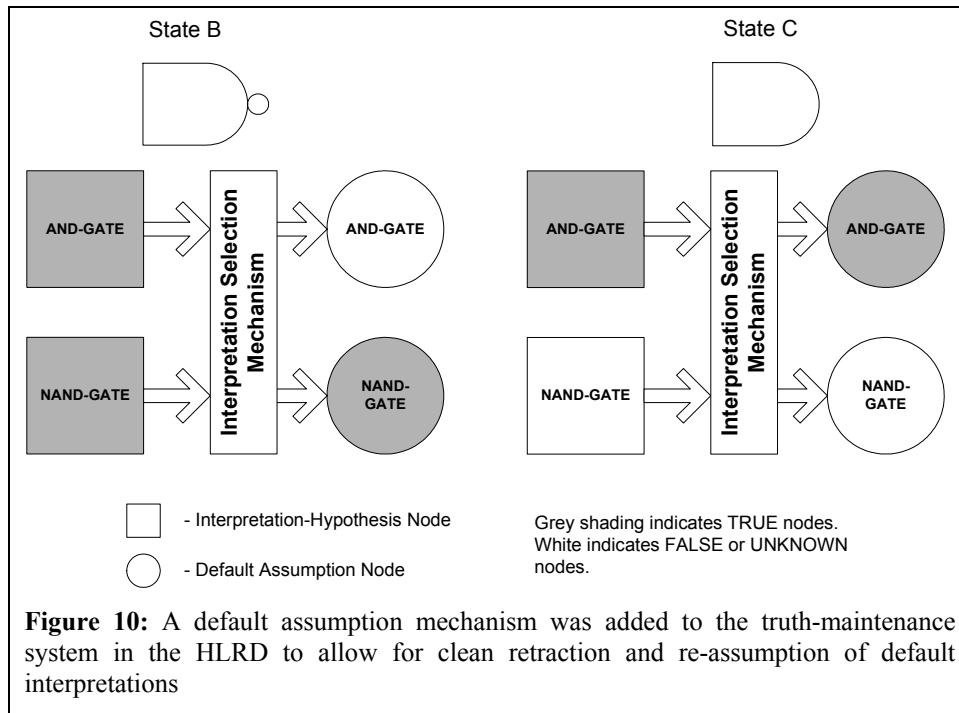 State B
State C
AND-GATE
Interpretation Selection
Mechanism
AND-GATE
NAND-GATE
NAND-
GATE
AND-GATE
Interpretation Selection
Mechanism
AND-GATE
NAND-GATE
NAND-
GATE
- Interpretation-Hypothesis Node
- Default Assumption Node
Grey shading indicates TRUE nodes.
White indicates FALSE or UNKNOWN
nodes.
Figure 10: A default assumption mechanism was added to the truth-maintenance
system in the HLRD to allow for clean retraction and re-assumption of default
interpretations